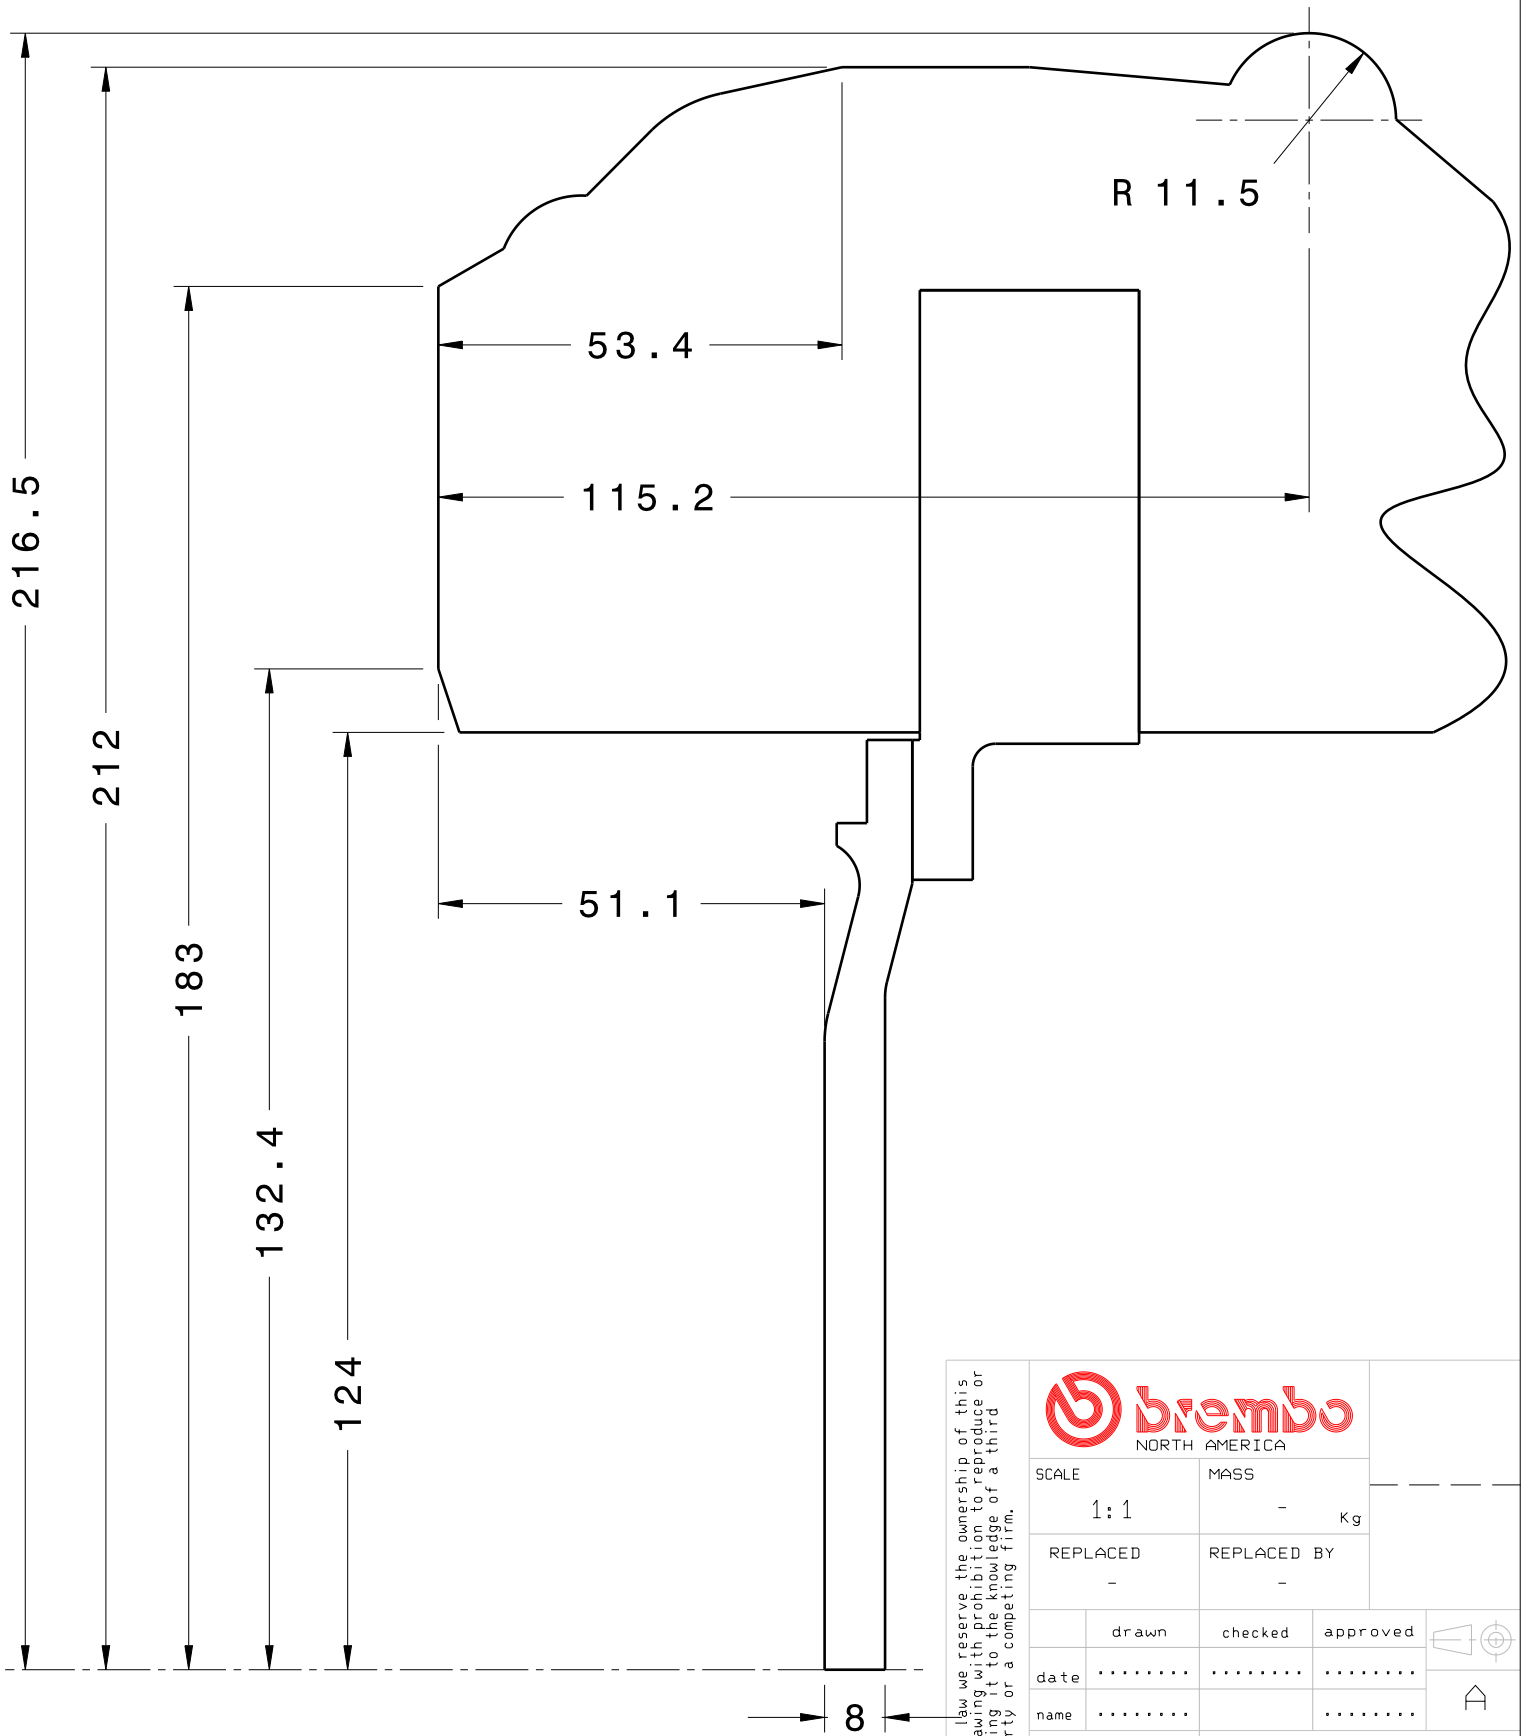 R 11.5
53.4
115.2
216.5
212
183
132.4
124
51.1
8
brembo
NORTH AMERICA
SCALE
1:1
MASS
-
Kg
REPLACED
-
REPLACED BY
-
drawn
checked
approved
date
........
........
........
name
........
........
A
law we reserve the ownership of this
awing with prohibition to reproduce or
ing it to the knowledge of a third
rty or a competing firm.